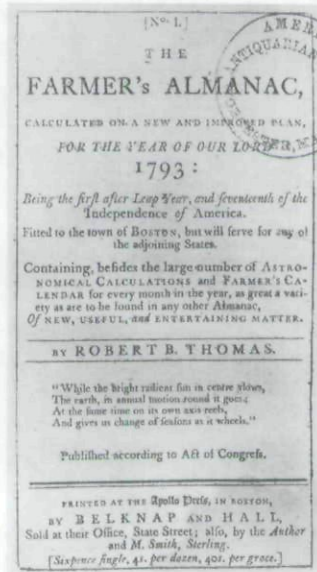 [No. I.]
THE
FARMER's ALMANAC,
CALCULATED ON A NEW AND IMPROVED PLAN,
FOR THE YEAR OF OUR LORD,
1793:
Being the firſt after Leap Year, and ſeventeenth of the
Independence of America.
Fitted to the town of BOSTON, but will ſerve for any of
the adjoining States.
Containing, beſides the large number of ASTRO-
NOMICAL CALCULATIONS and FARMER'S CA-
LENDAR for every month in the year, as great a vari-
ety as are to be found in any other Almanac,
Of NEW, USEFUL, and ENTERTAINING MATTER.
BY ROBERT B. THOMAS.
"While the bright radient ſun in centre glows,
The earth, in annual motion round it goes;
At the ſame time on its own axis reels,
And gives us change of ſeaſons as it wheels."
Publiſhed according to Act of Congreſs.
PRINTED AT THE Apollo Preſs, IN BOSTON,
BY BELKNAP AND HALL,
Sold at their Office, State Street; alſo, by the Author
and M. Smith, Sterling.
[Sixpence ſingle, 4s. per dozen, 40s. per groce.]
AMERI
ANTIQUARIAN